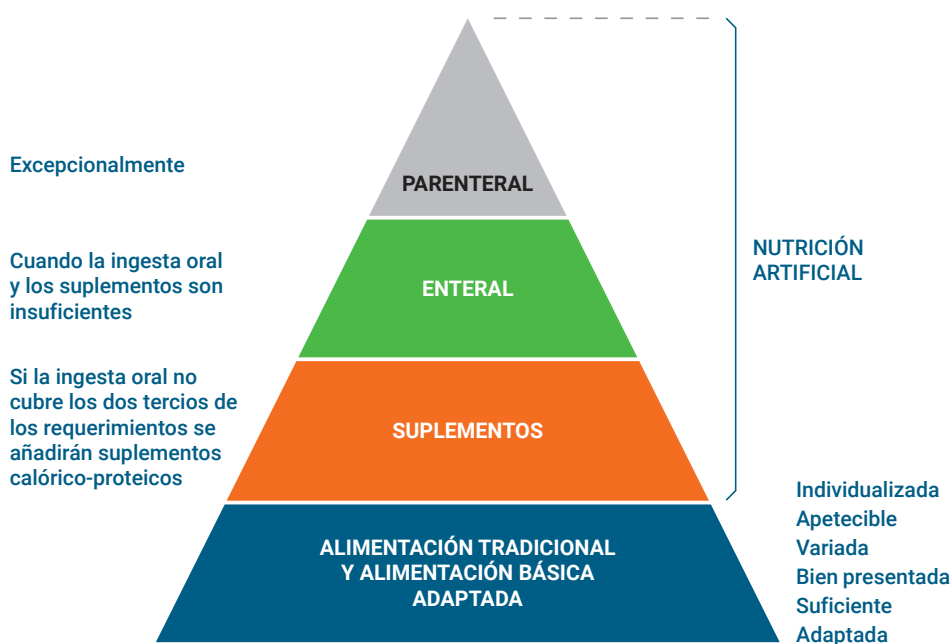 Excepcionalmente
PARENTERAL
Cuando la ingesta oral
y los suplementos son
insuficientes
ENTERAL
NUTRICIÓN
ARTIFICIAL
Si la ingesta oral no
cubre los dos tercios de
los requerimientos se
añadirán suplementos
calórico-proteicos
SUPLEMENTOS
ALIMENTACIÓN TRADICIONAL
Y ALIMENTACIÓN BÁSICA
ADAPTADA
Individualizada
Apetecible
Variada
Bien presentada
Suficiente
Adaptada